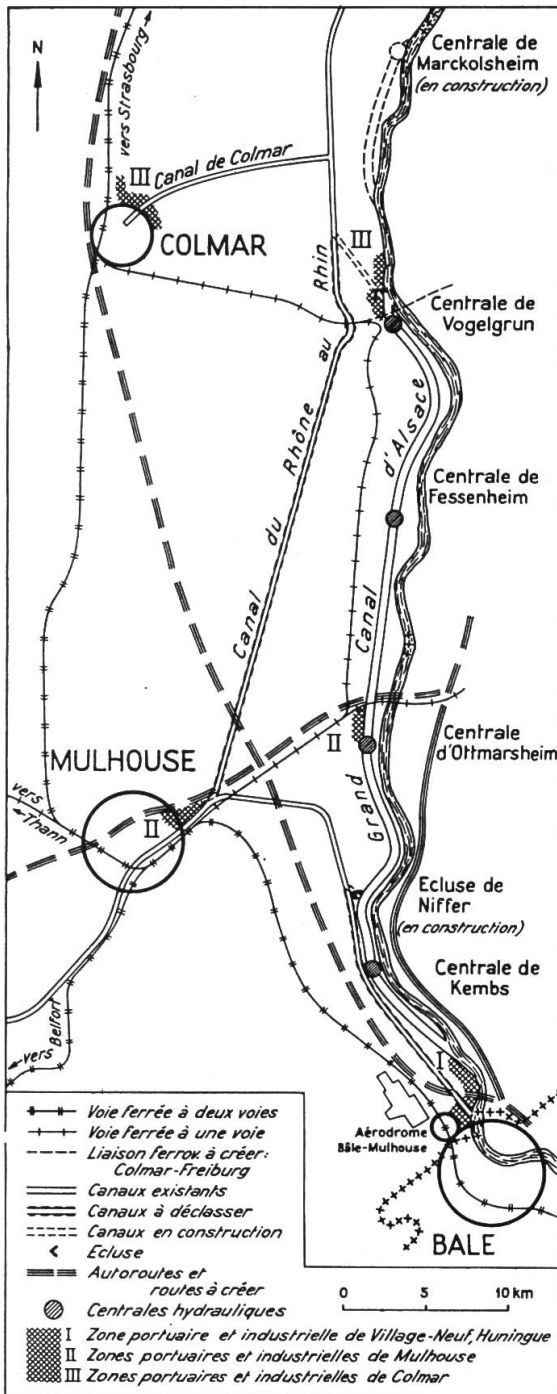 N
vers Strasbourg
Centrale de
Marckolsheim
(en construction)
III
Canal de Colmar
COLMAR
III
Rhin
au
Rhône
du
Canal
Centrale de
Vogelgrun
d'Alsace
Canal
Grand
Centrale de
Fessenheim
Centrale
d'Ottmarsheim
II
MULHOUSE
II
vers
Thann
Ecluse de
Niffer
(en construction)
Centrale de
Kembs
vers
Belfort
I
Aérodrome
Bâle-Mulhouse
BALE
0 5 10 km
Voie ferrée à deux voies
Voie ferrée à une voie
Liaison ferrov. à créer:
Colmar-Freiburg
Canaux existants
Canaux à déclasser
Canaux en construction
Ecluse
Autoroutes et
routes à créer
Centrales hydrauliques
I Zone portuaire et industrielle de Village-Neuf, Huningue
II Zones portuaires et industrielles de Mulhouse
III Zones portuaires et industrielles de Colmar